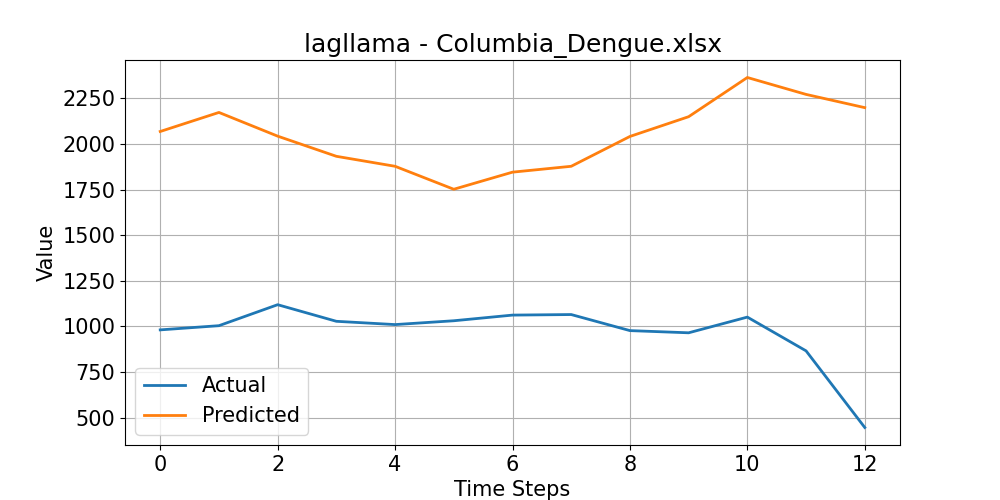 lagllama - Columbia_Dengue.xlsx
2250
2000
1750
1500
1250
1000
750
500
Value
Actual
Predicted
0 2 4 6 8 10 12
Time Steps